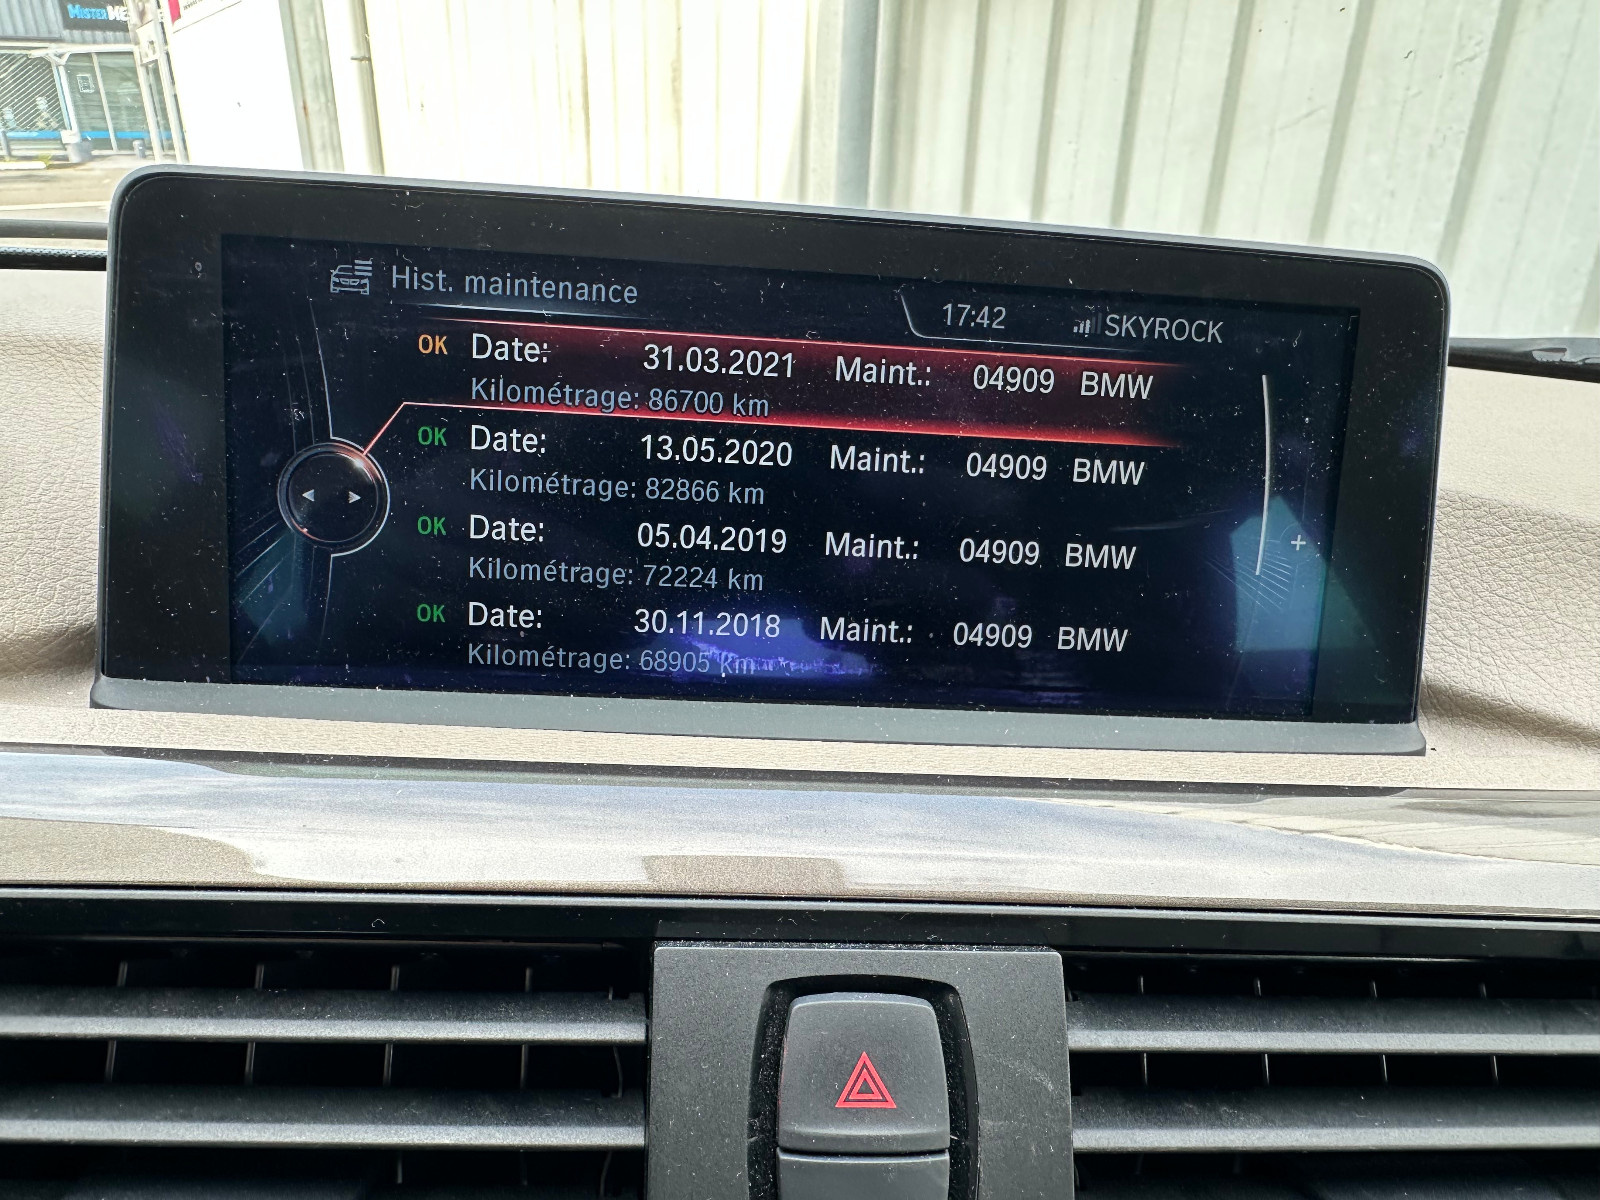 Hist. maintenance
17:42 SKYROCK
OK Date: 31.03.2021 Maint.: 04909 BMW
Kilométrage: 86700 km
OK Date: 13.05.2020 Maint.: 04909 BMW
Kilométrage: 82866 km
OK Date: 05.04.2019 Maint.: 04909 BMW
Kilométrage: 72224 km
OK Date: 30.11.2018 Maint.: 04909 BMW
Kilométrage: 68905 km